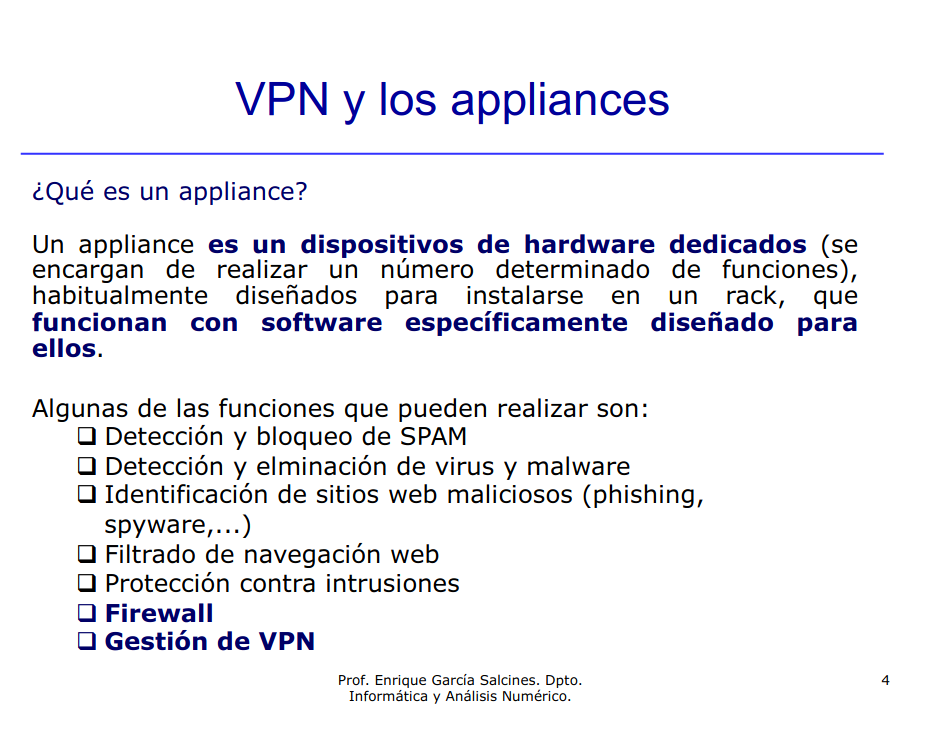 VPN y los appliances
¿Qué es un appliance?
Un appliance es un dispositivos de hardware dedicados (se
encargan de realizar un número determinado de funciones),
habitualmente diseñados para instalarse en un rack, que
funcionan con software específicamente diseñado para
ellos.
Algunas de las funciones que pueden realizar son:
❑ Detección y bloqueo de SPAM
❑ Detección y elminación de virus y malware
❑ Identificación de sitios web maliciosos (phishing,
spyware,...)
❑ Filtrado de navegación web
❑ Protección contra intrusiones
❑ Firewall
❑ Gestión de VPN
Prof. Enrique García Salcines. Dpto.
Informática y Análisis Numérico.
4